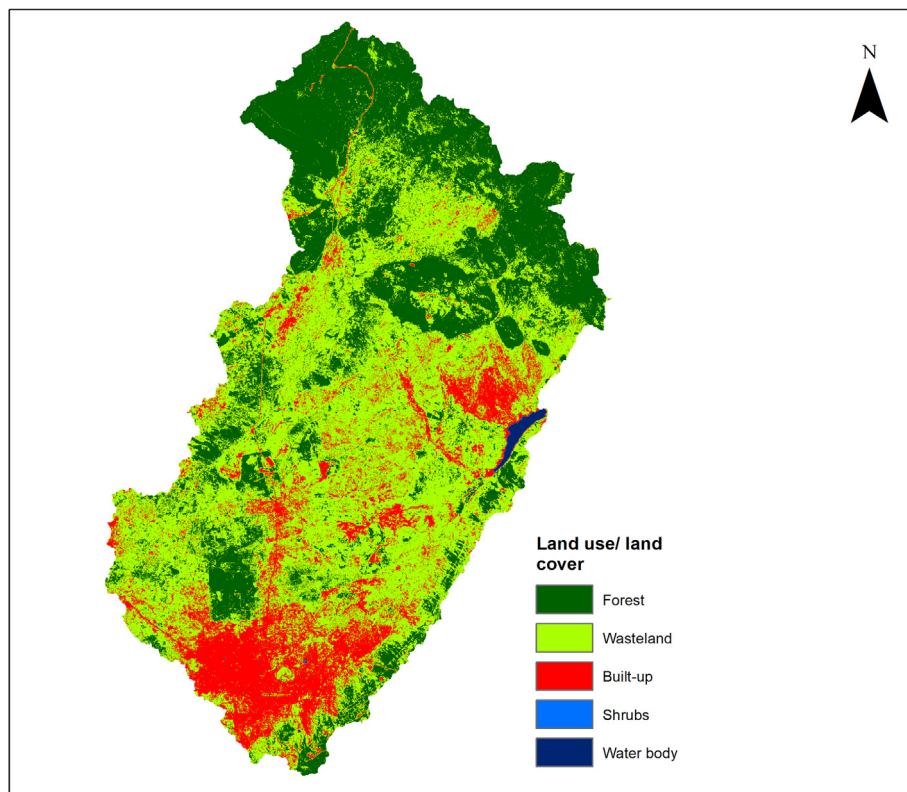 N
Land use/ land
cover
Forest
Wasteland
Built-up
Shrubs
Water body